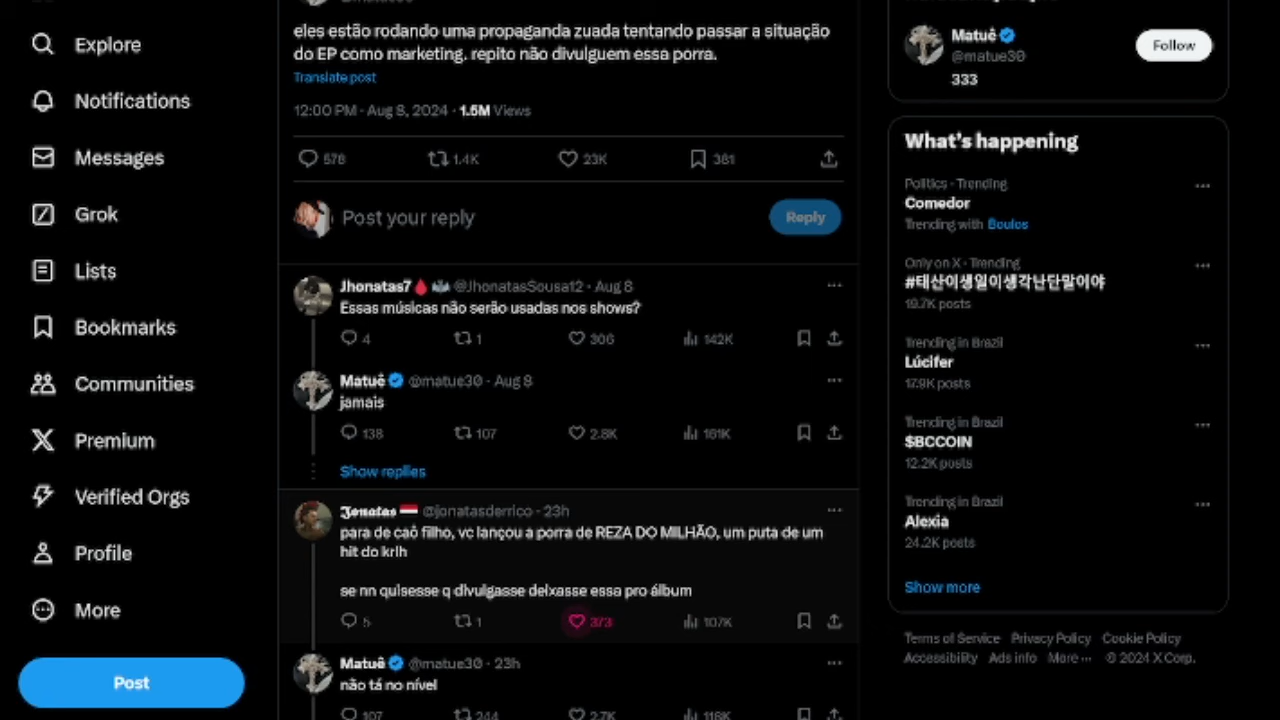 Explore
Notifications
Messages
Grok
Lists
Bookmarks
Communities
Premium
Verified Orgs
Profile
More
Post
eles estão rodando uma propaganda zuada tentando passar a situação
do EP como marketing. repito não divulguem essa porra.
Translate post
12:00 PM · Aug 8, 2024 · 1.5M Views
578 1.4K 23K 381
Post your reply
Reply
Jhonatas7 @JhonatasSousa12 · Aug 8
Essas músicas não serão usadas nos shows?
4 1 306 142K
Matuê @matue30 · Aug 8
jamais
138 107 2.8K 161K
Show replies
Jonatas @jonatasderrico · 23h
para de caô filho, vc lançou a porra de REZA DO MILHÃO, um puta de um
hit do krlh
se nn quisesse q divulgasse deixasse essa pro álbum
5 1 373 107K
Matuê @matue30 · 23h
não tá no nível
107 244 2.7K 116K
Matuê
@matue30
333
Follow
What's happening
Politics · Trending
Comedor
Trending with Boulos
Only on X · Trending
#태산이생일이생각난단말이야
19.7K posts
Trending in Brazil
Lúcifer
17.9K posts
Trending in Brazil
$BCCOIN
12.2K posts
Trending in Brazil
Alexia
24.2K posts
Show more
Terms of Service Privacy Policy Cookie Policy
Accessibility Ads info More ··· © 2024 X Corp.